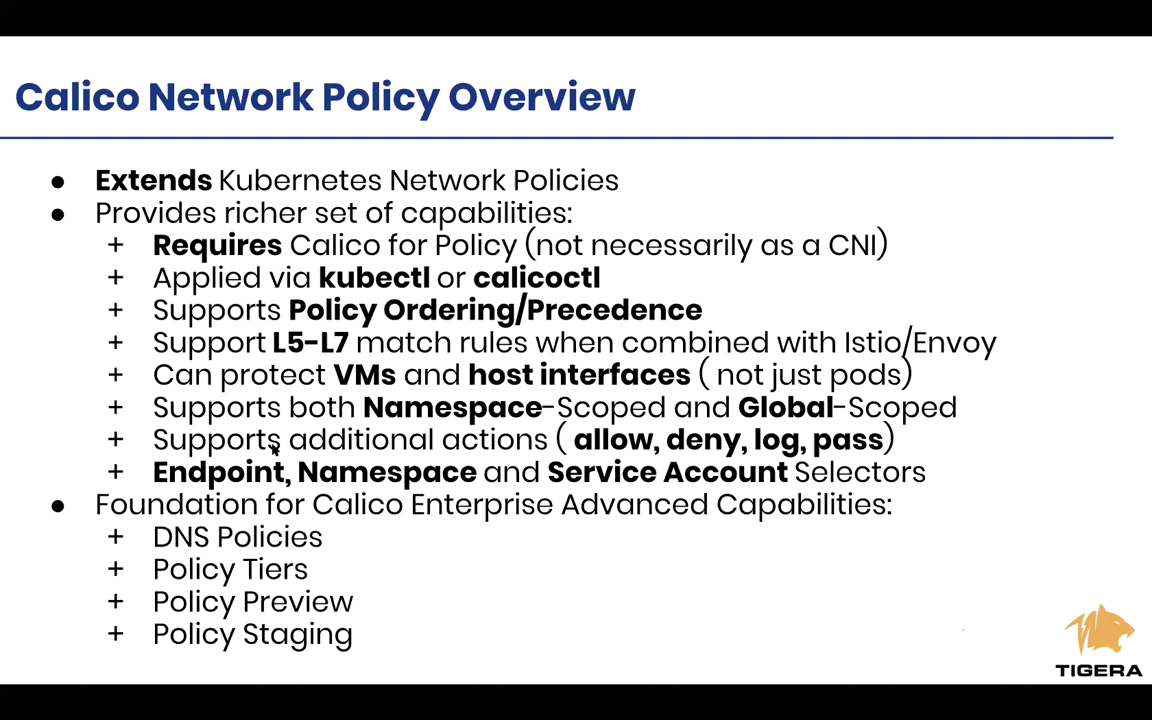 Calico Network Policy Overview
● Extends Kubernetes Network Policies
● Provides richer set of capabilities:
+ Requires Calico for Policy (not necessarily as a CNI)
+ Applied via kubectl or calicoctl
+ Supports Policy Ordering/Precedence
+ Support L5-L7 match rules when combined with Istio/Envoy
+ Can protect VMs and host interfaces ( not just pods)
+ Supports both Namespace-Scoped and Global-Scoped
+ Supports additional actions ( allow, deny, log, pass)
+ Endpoint, Namespace and Service Account Selectors
● Foundation for Calico Enterprise Advanced Capabilities:
+ DNS Policies
+ Policy Tiers
+ Policy Preview
+ Policy Staging
TIGERA